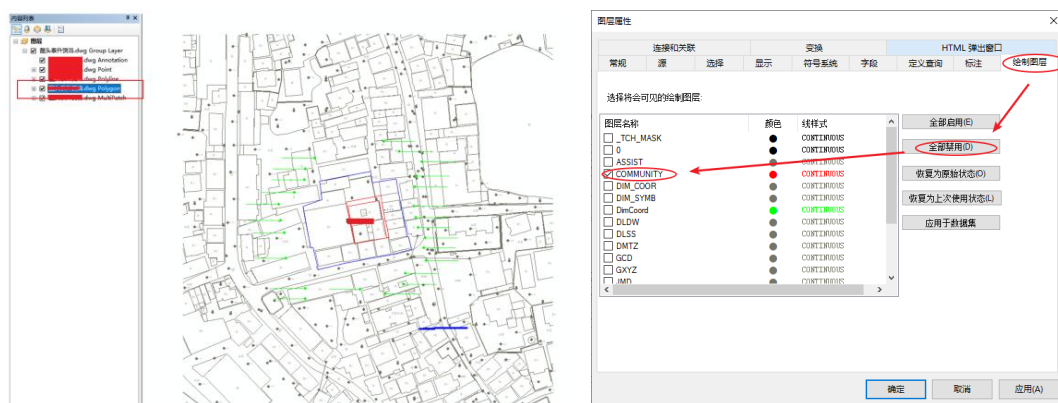 内容列表
图层
.dwg Group Layer
.dwg Annotation
.dwg Point
.dwg Polyline
.dwg Polygon
.dwg MultiPatch
图层属性
连接和关联 变换 HTML 弹出窗口
常规 源 选择 显示 符号系统 字段 定义查询 标注 绘制图层
选择将会可见的绘制图层:
图层名称 颜色 线样式
_TCH_MASK CONTINUOUS
0 CONTINUOUS
ASSIST CONTINUOUS
COMMUNITY CONTINUOUS
DIM_COOR CONTINUOUS
DIM_SYMB CONTINUOUS
DimCoord CONTINUOUS
DLDW CONTINUOUS
DLSS CONTINUOUS
DMTZ CONTINUOUS
GCD CONTINUOUS
GXYZ CONTINUOUS
JMD CONTINUOUS
全部启用(E)
全部禁用(D)
恢复为原始状态(O)
恢复为上次使用状态(L)
应用于数据集
确定 取消 应用(A)